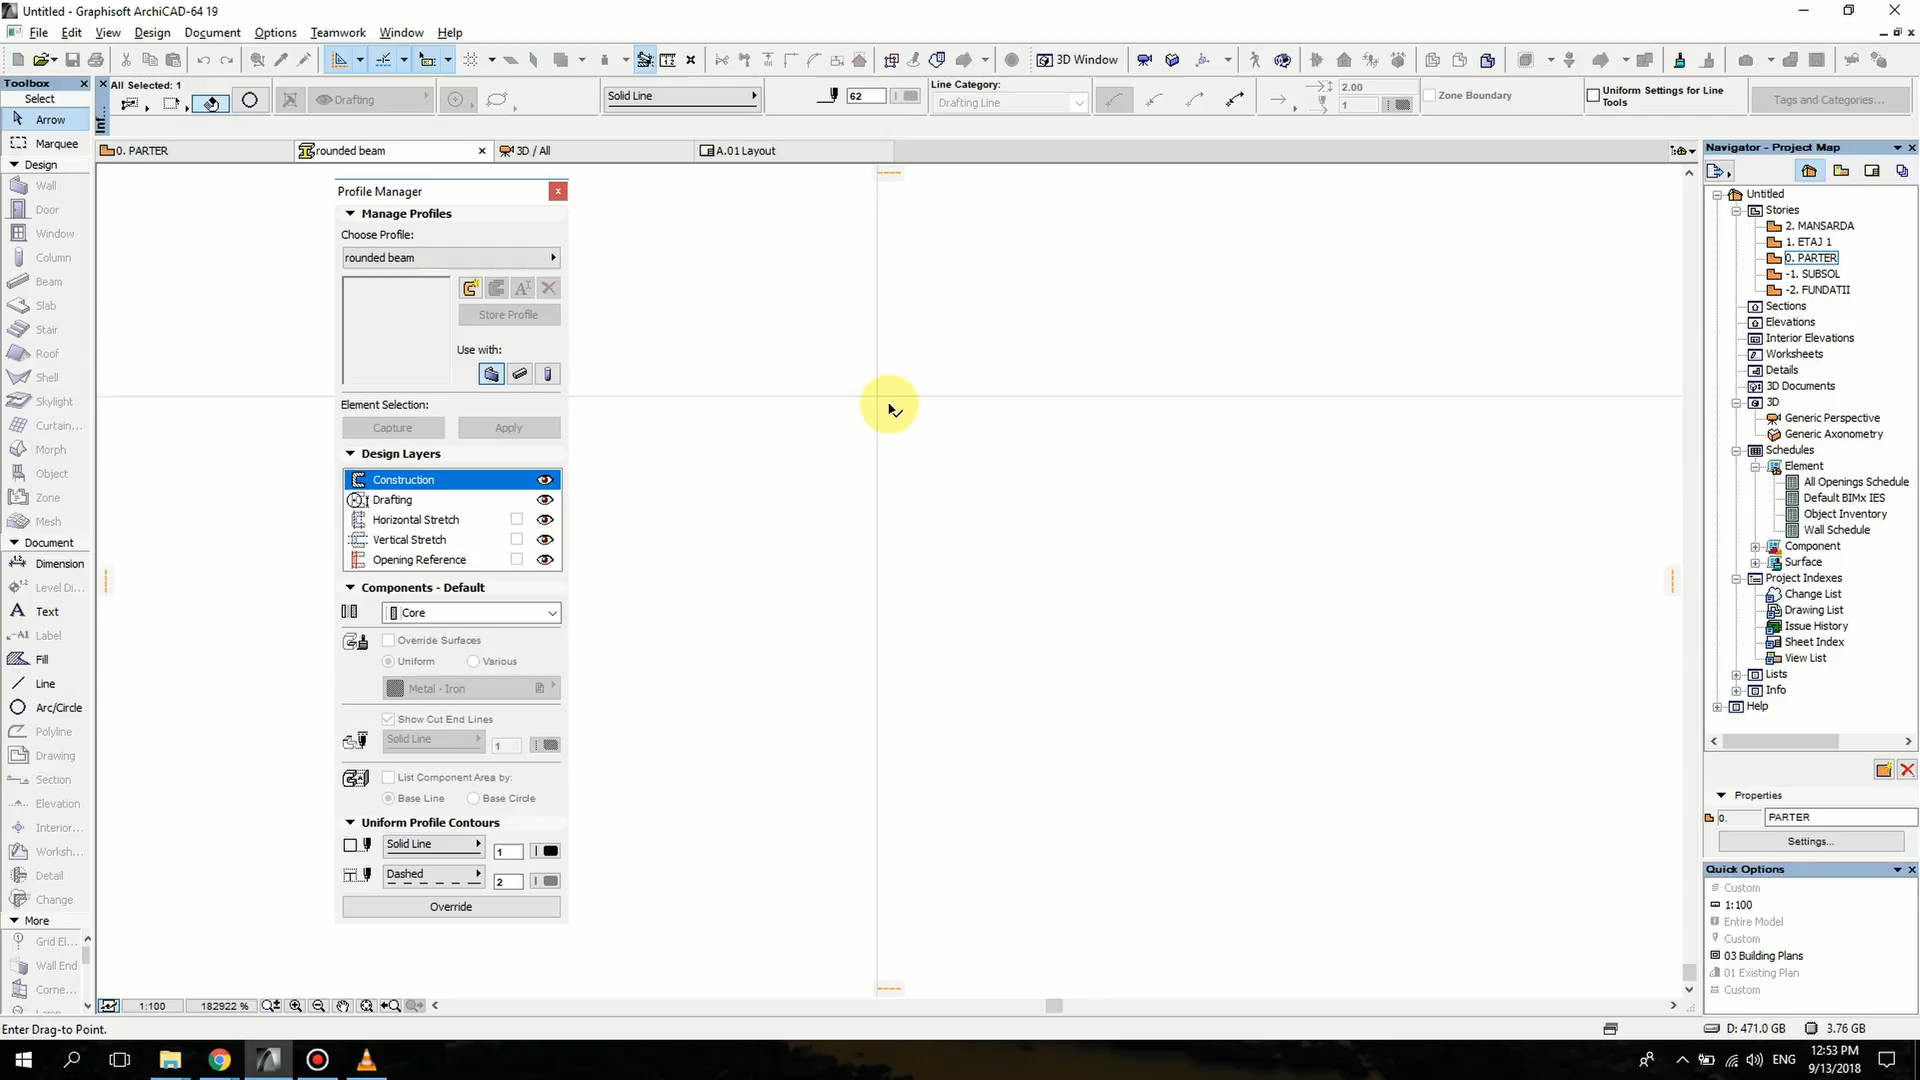 Untitled - Graphisoft ArchiCAD-64 19
File Edit View Design Document Options Teamwork Window Help
3D Window
Toolbox
Select
Arrow
Marquee
Design
Wall
Door
Window
Column
Beam
Slab
Stair
Roof
Shell
Skylight
Curtain...
Morph
Object
Zone
Mesh
Document
Dimension
Level Di...
Text
Label
Fill
Line
Arc/Circle
Polyline
Drawing
Section
Elevation
Interior...
Worksh...
Detail
Change
More
Grid El...
Wall End
Corne...
All Selected: 1
Drafting
Solid Line
62
Line Category:
Drafting Line
2.00
1
Zone Boundary
Uniform Settings for Line Tools
Tags and Categories...
0. PARTER
rounded beam
3D / All
A.01 Layout
Profile Manager
Manage Profiles
Choose Profile:
rounded beam
Store Profile
Use with:
Element Selection:
Capture
Apply
Design Layers
Construction
Drafting
Horizontal Stretch
Vertical Stretch
Opening Reference
Components - Default
Core
Override Surfaces
Uniform
Various
Metal - Iron
Show Cut End Lines
Solid Line
1
List Component Area by:
Base Line
Base Circle
Uniform Profile Contours
Solid Line
1
Dashed
2
Override
1:100
182922 %
Enter Drag-to Point.
Navigator - Project Map
Untitled
Stories
2. MANSARDA
1. ETAJ 1
0. PARTER
-1. SUBSOL
-2. FUNDATII
Sections
Elevations
Interior Elevations
Worksheets
Details
3D Documents
3D
Generic Perspective
Generic Axonometry
Schedules
Element
All Openings Schedule
Default BIMx IES
Object Inventory
Wall Schedule
Component
Surface
Project Indexes
Change List
Drawing List
Issue History
Sheet Index
View List
Lists
Info
Help
Properties
0.
PARTER
Settings...
Quick Options
Custom
1:100
Entire Model
Custom
03 Building Plans
01 Existing Plan
Custom
D: 471.0 GB
3.76 GB
ENG
12:53 PM
9/13/2018